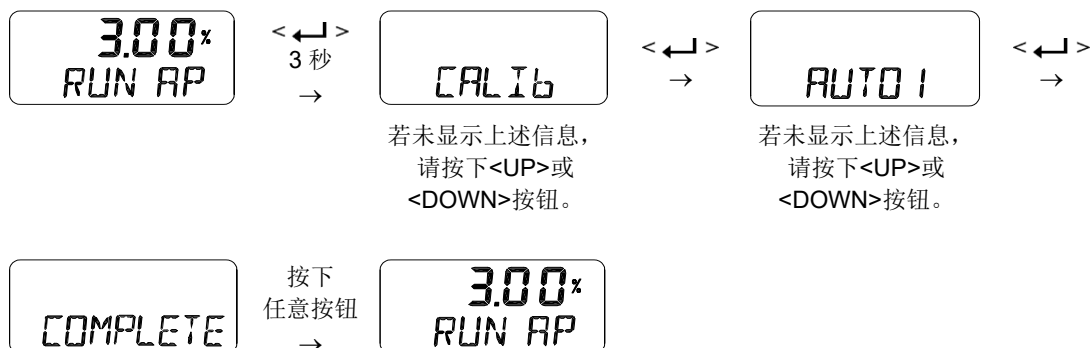 3.00%
RUN AP
<↵>
3 秒
→
CALIb
<↵>
→
AUTO1
<↵>
→
若未显示上述信息，
请按下<UP>或
<DOWN>按钮。
若未显示上述信息，
请按下<UP>或
<DOWN>按钮。
COMPLETE
按下
任意按钮
→
3.00%
RUN AP